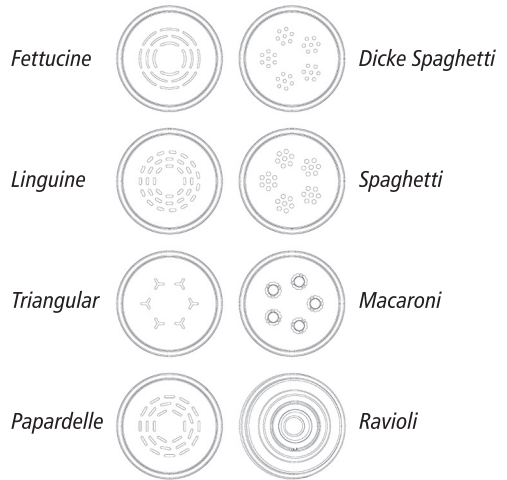 Fettucine
Dicke Spaghetti
Linguine
Spaghetti
Triangular
Macaroni
Papardelle
Ravioli